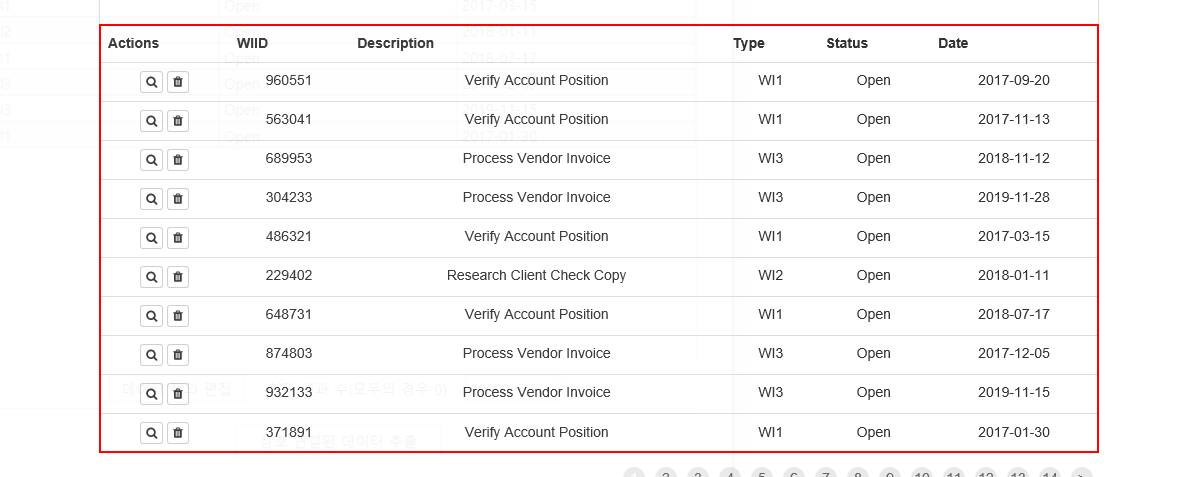 Actions WIID Description Type Status Date
960551 Verify Account Position WI1 Open 2017-09-20
563041 Verify Account Position WI1 Open 2017-11-13
689953 Process Vendor Invoice WI3 Open 2018-11-12
304233 Process Vendor Invoice WI3 Open 2019-11-28
486321 Verify Account Position WI1 Open 2017-03-15
229402 Research Client Check Copy WI2 Open 2018-01-11
648731 Verify Account Position WI1 Open 2018-07-17
874803 Process Vendor Invoice WI3 Open 2017-12-05
932133 Process Vendor Invoice WI3 Open 2019-11-15
371891 Verify Account Position WI1 Open 2017-01-30
1 2 3 4 5 6 7 8 9 10 11 12 13 14 >